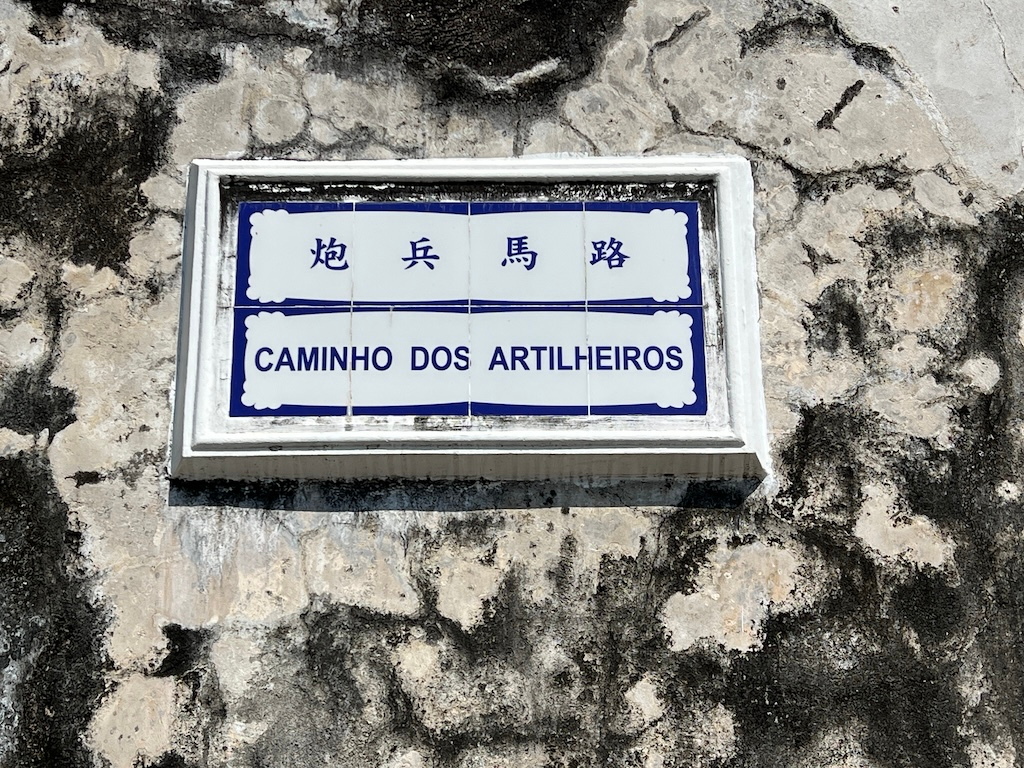 炮兵馬路
CAMINHO DOS ARTILHEIROS